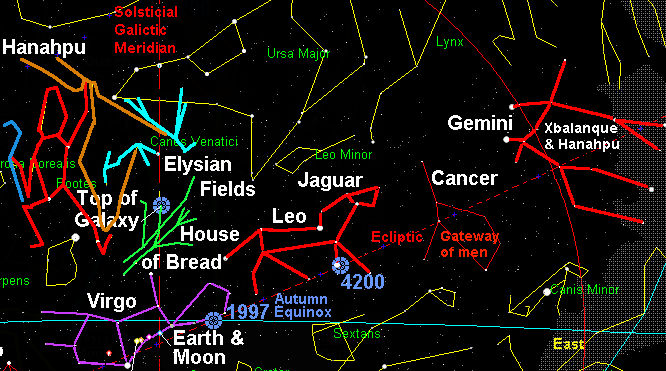 Solsticial
Galictic
Meridian
Hanahpu
Ursa Major
Lynx
Gemini
Xbalanque
& Hanahpu
Canes Venatici
Elysian
Fields
Leo Minor
Jaguar
Cancer
Borealis
Bootes
Top of
Galaxy
House
of Bread
Leo
Ecliptic
Gateway
of men
4200
Virgo
1997
Autumn
Equinox
Earth &
Moon
Canis Minor
Sextans
East